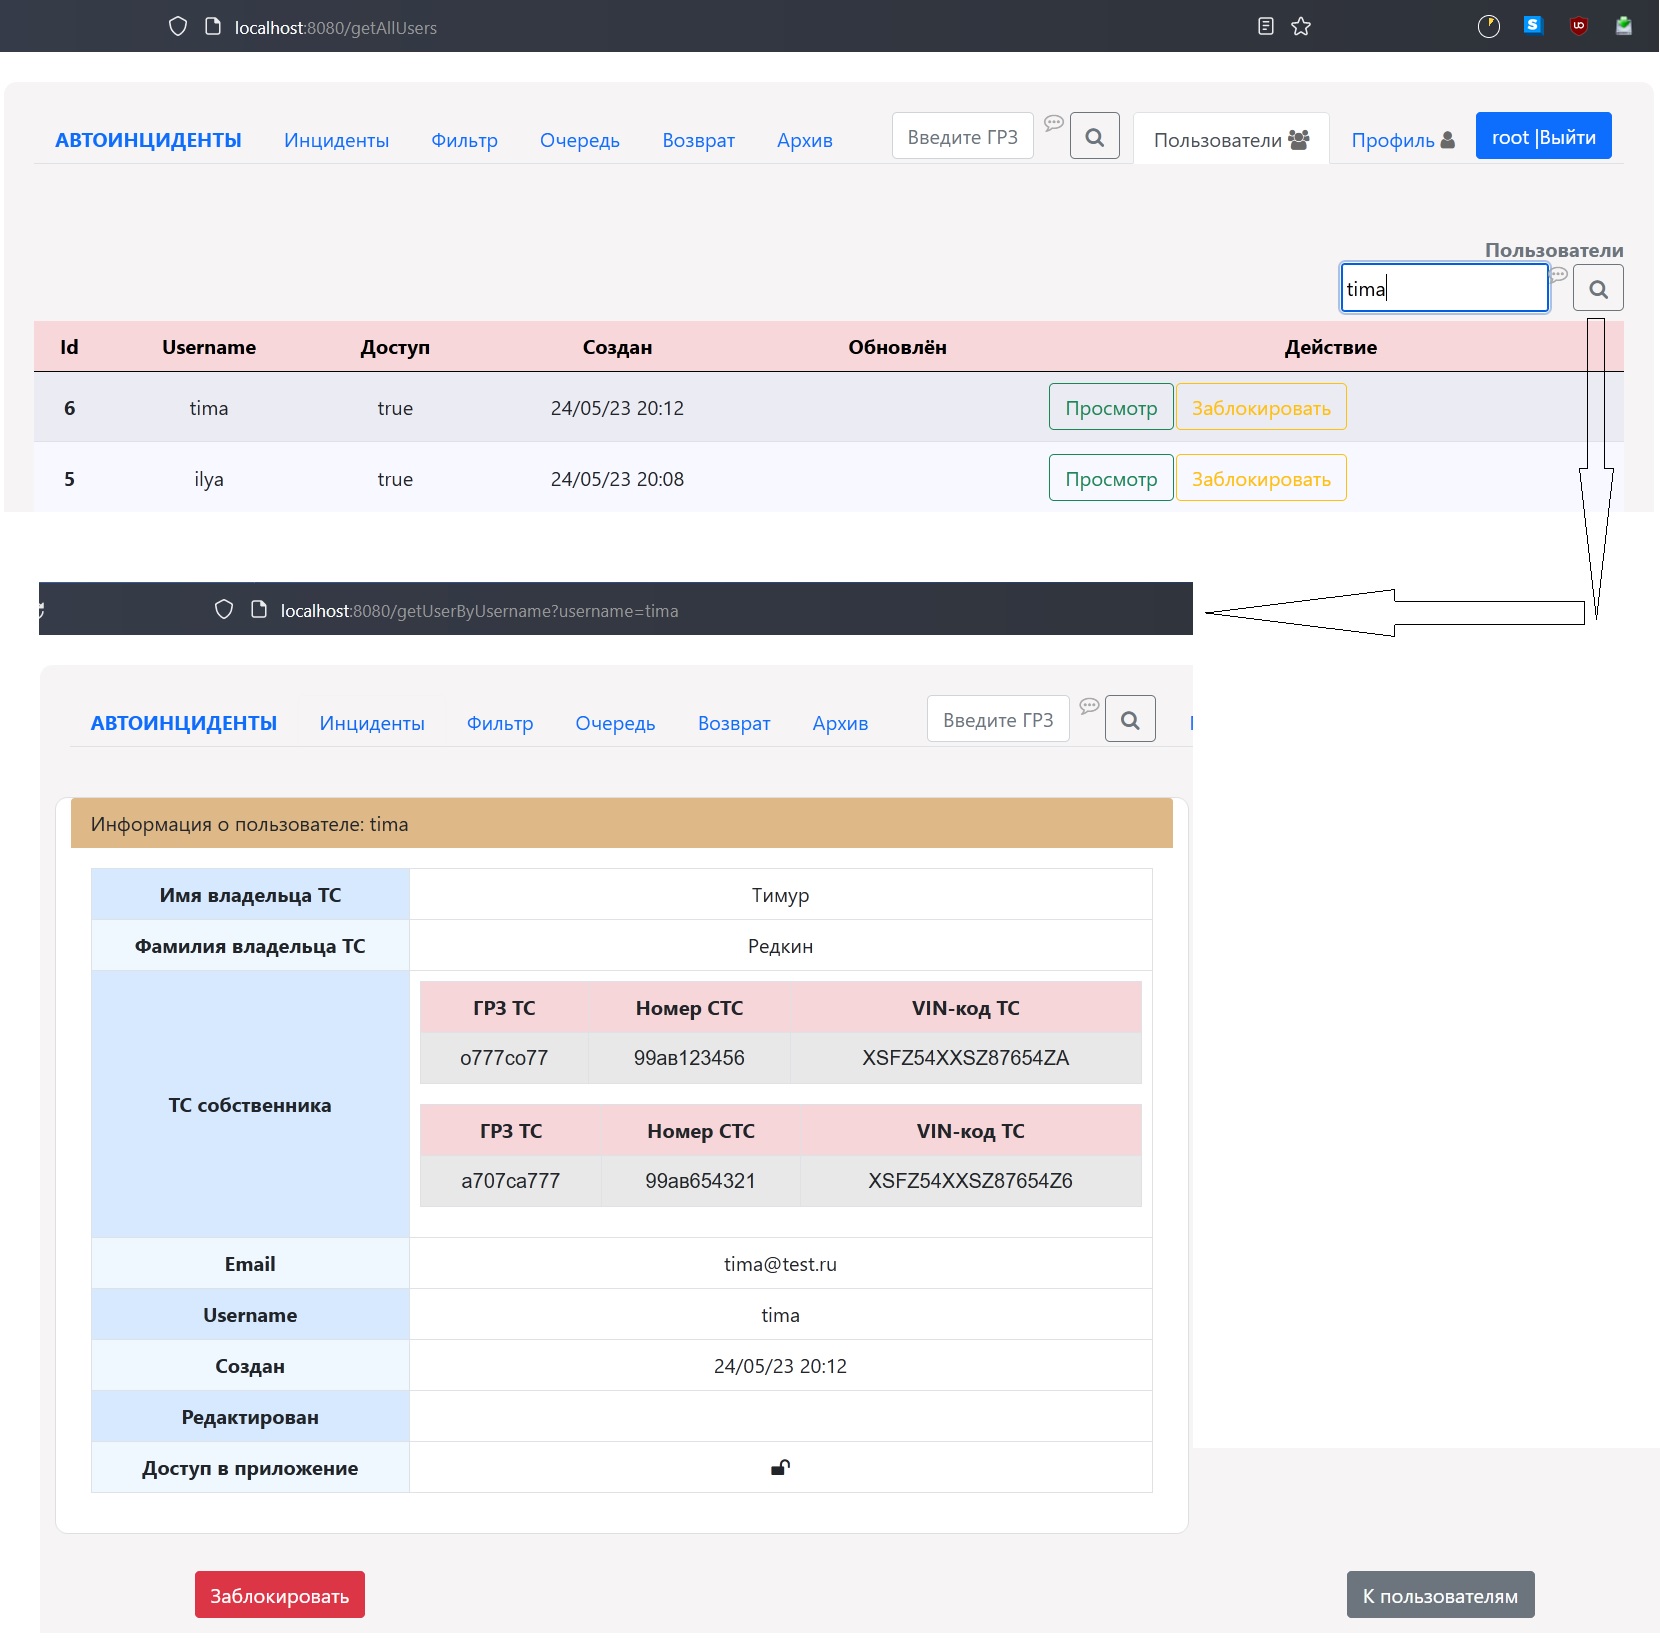 localhost:8080/getAllUsers
АВТОИНЦИДЕНТЫ Инциденты Фильтр Очередь Возврат Архив Введите ГРЗ Пользователи Профиль root |Выйти
Пользователи
tima
Id Username Доступ Создан Обновлён Действие
6 tima true 24/05/23 20:12 Просмотр Заблокировать
5 ilya true 24/05/23 20:08 Просмотр Заблокировать
localhost:8080/getUserByUsername?username=tima
АВТОИНЦИДЕНТЫ Инциденты Фильтр Очередь Возврат Архив Введите ГРЗ
Информация о пользователе: tima
Имя владельца ТС Тимур
Фамилия владельца ТС Редкин
ТС собственника
ГРЗ ТС Номер СТС VIN-код ТС
о777со77 99ав123456 XSFZ54XXSZ87654ZA
ГРЗ ТС Номер СТС VIN-код ТС
а707са777 99ав654321 XSFZ54XXSZ87654Z6
Email tima@test.ru
Username tima
Создан 24/05/23 20:12
Редактирован
Доступ в приложение
Заблокировать К пользователям